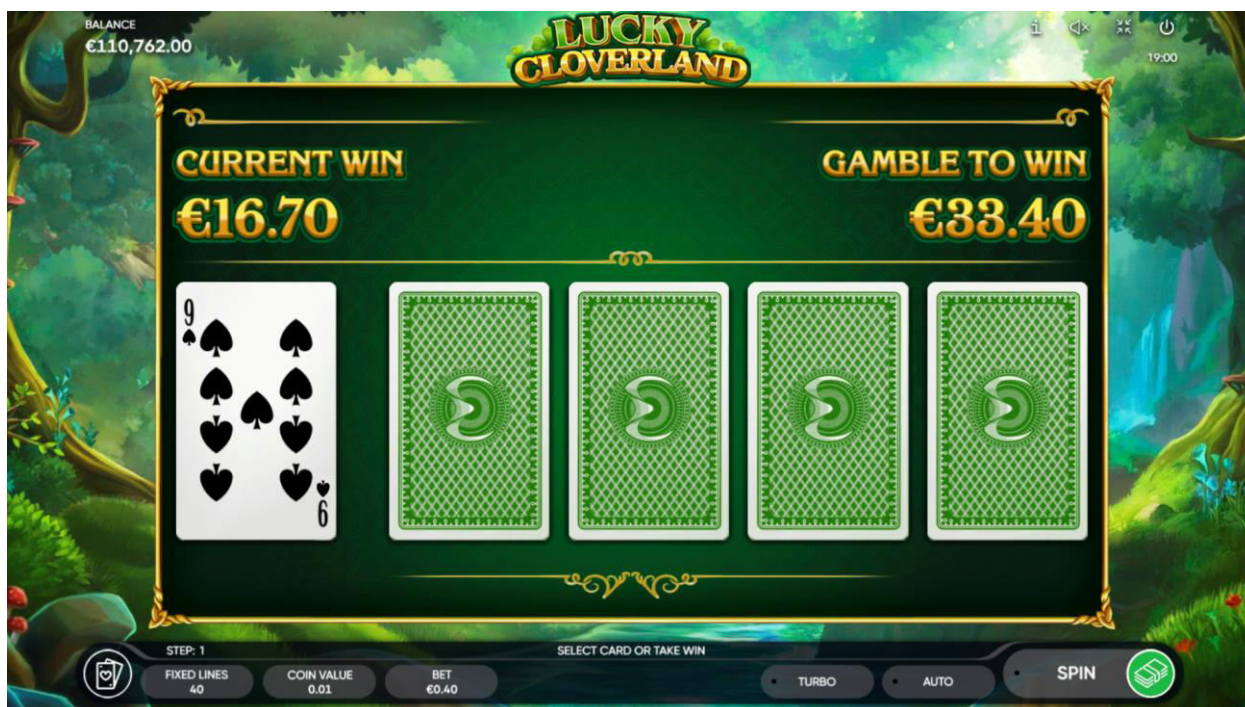 BALANCE
€110,762.00
LUCKY
CLOVERLAND
19:00
CURRENT WIN
€16.70
GAMBLE TO WIN
€33.40
9
9
STEP: 1
SELECT CARD OR TAKE WIN
FIXED LINES
40
COIN VALUE
0.01
BET
€0.40
TURBO
AUTO
SPIN